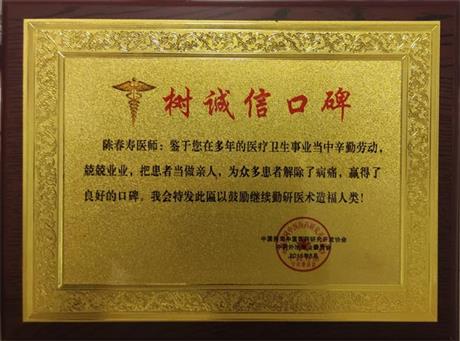 树诚信口碑
陈春寿医师：鉴于您在多年的医疗卫生事业当中辛勤劳动，
兢兢业业，把患者当做亲人，为众多患者解除了病痛，赢得了
良好的口碑，我会特发此匾以鼓励继续勤研医术造福人类！